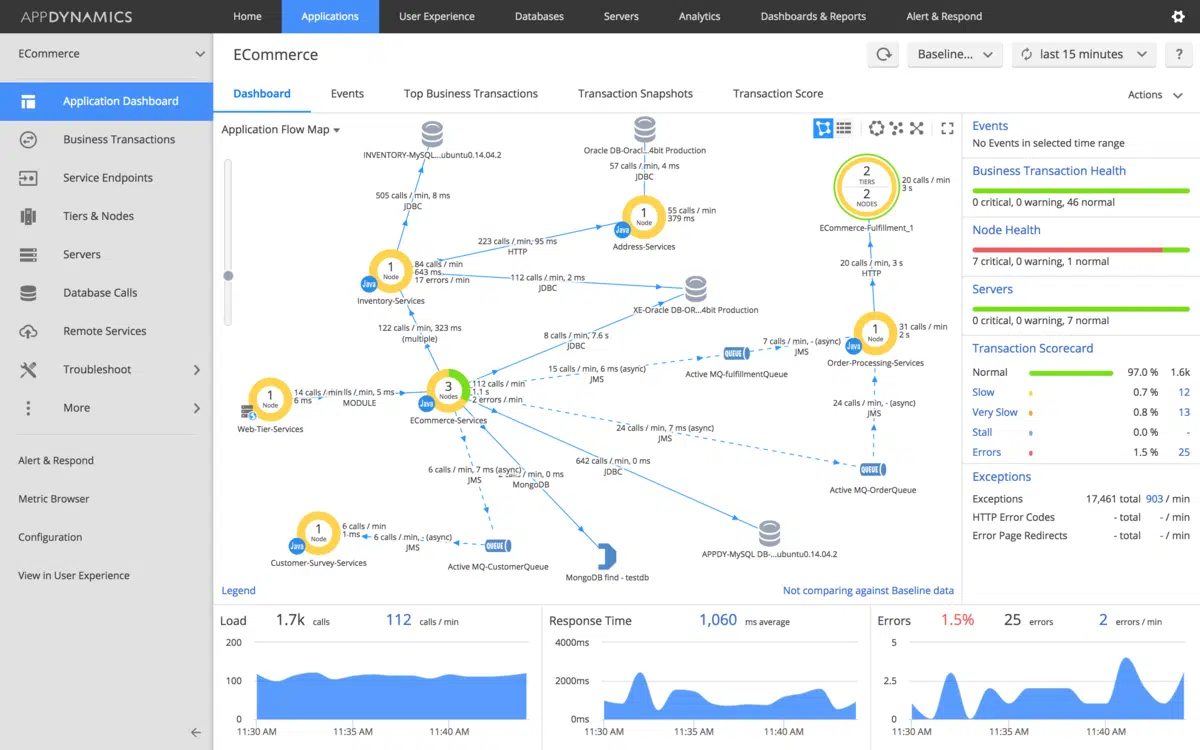 APPDYNAMICS
Home
Applications
User Experience
Databases
Servers
Analytics
Dashboards & Reports
Alert & Respond
ECommerce
Application Dashboard
Business Transactions
Service Endpoints
Tiers & Nodes
Servers
Database Calls
Remote Services
Troubleshoot
More
Alert & Respond
Metric Browser
Configuration
View in User Experience
ECommerce
Baseline...
last 15 minutes
?
Dashboard
Events
Top Business Transactions
Transaction Snapshots
Transaction Score
Actions
Application Flow Map
INVENTORY-MySQL...ubuntu0.14.04.2
505 calls / min, 8 ms
JDBC
Oracle DB-Oracl...4bit Production
57 calls / min, 4 ms
JDBC
1
Node
Java
55 calls / min
379 ms
Address-Services
223 calls / min, 95 ms
HTTP
2
TIERS
2
NODES
20 calls / min
3 s
ECommerce-Fulfillment_1
20 calls / min, 3 s
HTTP
1
Node
Java
84 calls / min
643 ms
17 errors / min
Inventory-Services
112 calls / min, 2 ms
JDBC
XE-Oracle DB-OR...4bit Production
122 calls / min, 323 ms
(multiple)
8 calls / min, 7.6 s
JDBC
1
Node
Java
31 calls / min
2 s
Order-Processing-Services
7 calls / min, - (async)
JMS
QUEUE
Active MQ-fulfillmentQueue
15 calls / min, 6 ms (async)
JMS
1
Node
14 calls / min
6 ms
MODULE
Web-Tier-Services
3
Nodes
Java
112 calls / min
1.1 s
2 errors / min
ECommerce-Services
24 calls / min, - (async)
JMS
24 calls / min, 7 ms (async)
JMS
QUEUE
Active MQ-OrderQueue
642 calls / min, 0 ms
JDBC
6 calls / min, 7 ms (async)
JMS
MongoDB
1
Node
Java
6 calls / min
1 ms
Customer-Survey-Services
6 calls / min, - (async)
JMS
QUEUE
Active MQ-CustomerQueue
MongoDB find - testdb
APPDY-MySQL DB-...ubuntu0.14.04.2
Legend
Not comparing against Baseline data
Events
No Events in selected time range
Business Transaction Health
0 critical, 0 warning, 46 normal
Node Health
7 critical, 0 warning, 1 normal
Servers
0 critical, 0 warning, 7 normal
Transaction Scorecard
Normal 97.0 % 1.6k
Slow 0.7 % 12
Very Slow 0.8 % 13
Stall 0.0 % -
Errors 1.5 % 25
Exceptions
Exceptions 17,461 total 903 / min
HTTP Error Codes - total - / min
Error Page Redirects - total - / min
Load 1.7k calls 112 calls / min
200
100
0
11:30 AM 11:35 AM 11:40 AM
Response Time 1,060 ms average
4000ms
2000ms
0ms
11:30 AM 11:35 AM 11:40 AM
Errors 1.5% 25 errors 2 errors / min
5
2.5
0
11:30 AM 11:35 AM 11:40 AM